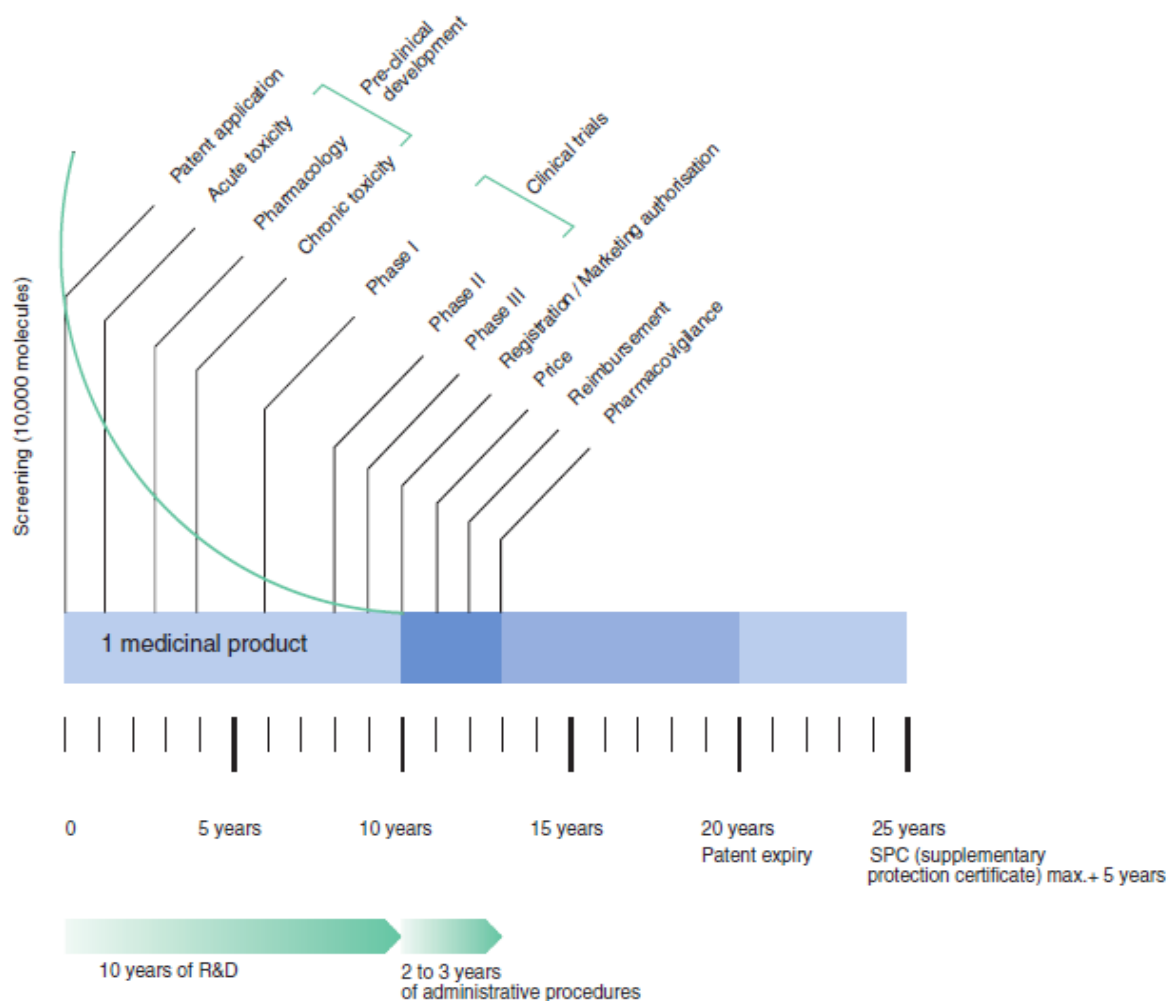 Pre-clinical
development
Patent application
Acute toxicity
Pharmacology
Chronic toxicity
Clinical trials
Phase I
Phase II
Phase III
Registration / Marketing authorisation
Price
Reimbursement
Pharmacovigilance
Screening (10,000 molecules)
1 medicinal product
0
5 years
10 years
15 years
20 years
25 years
Patent expiry
SPC (supplementary
protection certificate) max.+ 5 years
10 years of R&D
2 to 3 years
of administrative procedures